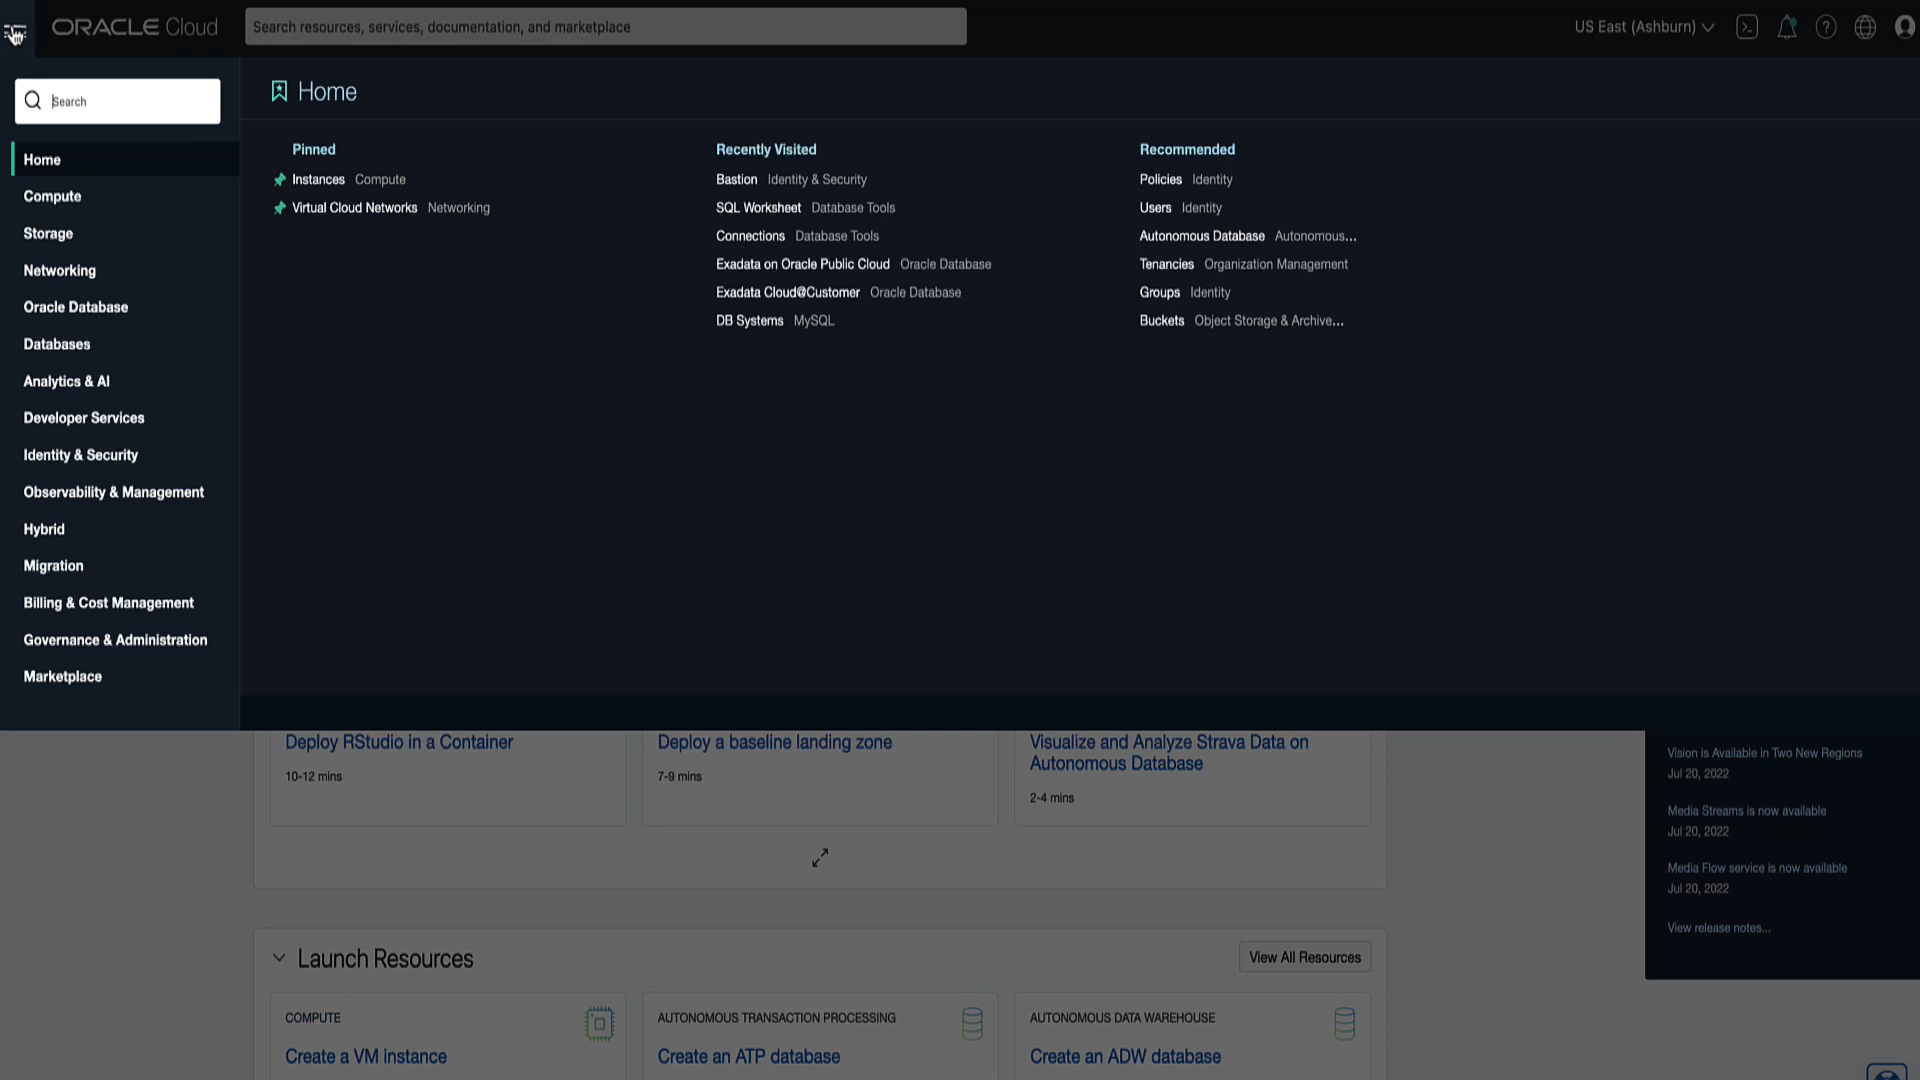 ORACLE Cloud
Search resources, services, documentation, and marketplace
US East (Ashburn)
Search
Home
Compute
Storage
Networking
Oracle Database
Databases
Analytics & AI
Developer Services
Identity & Security
Observability & Management
Hybrid
Migration
Billing & Cost Management
Governance & Administration
Marketplace
Home
Pinned
Instances Compute
Virtual Cloud Networks Networking
Recently Visited
Bastion Identity & Security
SQL Worksheet Database Tools
Connections Database Tools
Exadata on Oracle Public Cloud Oracle Database
Exadata Cloud@Customer Oracle Database
DB Systems MySQL
Recommended
Policies Identity
Users Identity
Autonomous Database Autonomous...
Tenancies Organization Management
Groups Identity
Buckets Object Storage & Archive...
Deploy RStudio in a Container
10-12 mins
Deploy a baseline landing zone
7-9 mins
Visualize and Analyze Strava Data on
Autonomous Database
2-4 mins
Vision is Available in Two New Regions
Jul 20, 2022
Media Streams is now available
Jul 20, 2022
Media Flow service is now available
Jul 20, 2022
View release notes...
Launch Resources
View All Resources
COMPUTE
Create a VM instance
AUTONOMOUS TRANSACTION PROCESSING
Create an ATP database
AUTONOMOUS DATA WAREHOUSE
Create an ADW database